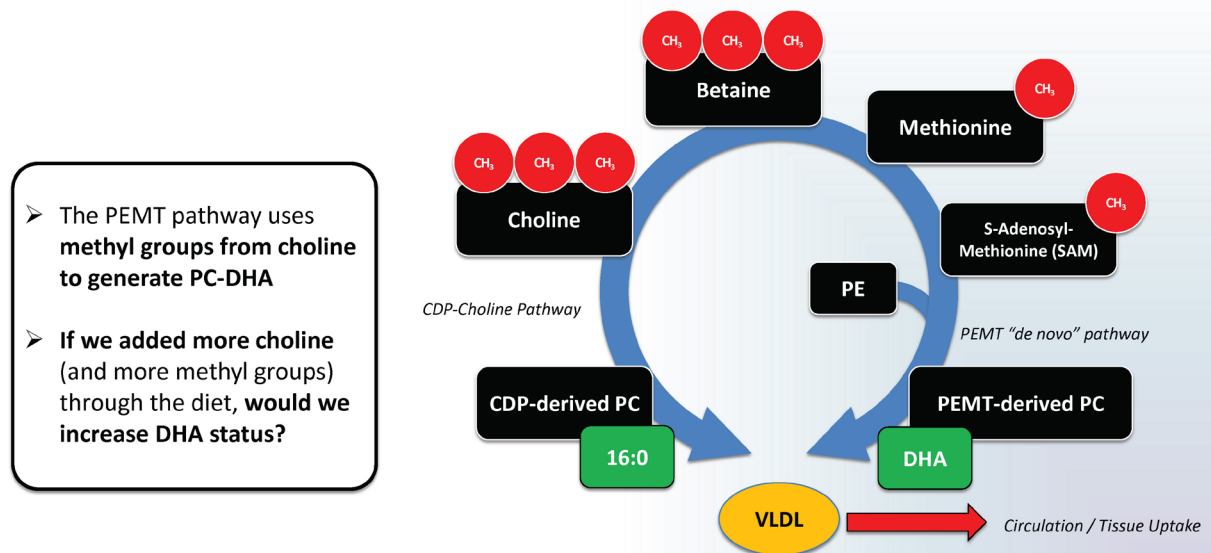 ➢ The PEMT pathway uses
methyl groups from choline
to generate PC-DHA
➢ If we added more choline
(and more methyl groups)
through the diet, would we
increase DHA status?
CH₃ CH₃ CH₃
Betaine
CH₃
Methionine
CH₃ CH₃ CH₃
Choline
CH₃
S-Adenosyl-
Methionine (SAM)
PE
CDP-Choline Pathway
PEMT “de novo” pathway
CDP-derived PC
16:0
PEMT-derived PC
DHA
VLDL
Circulation / Tissue Uptake